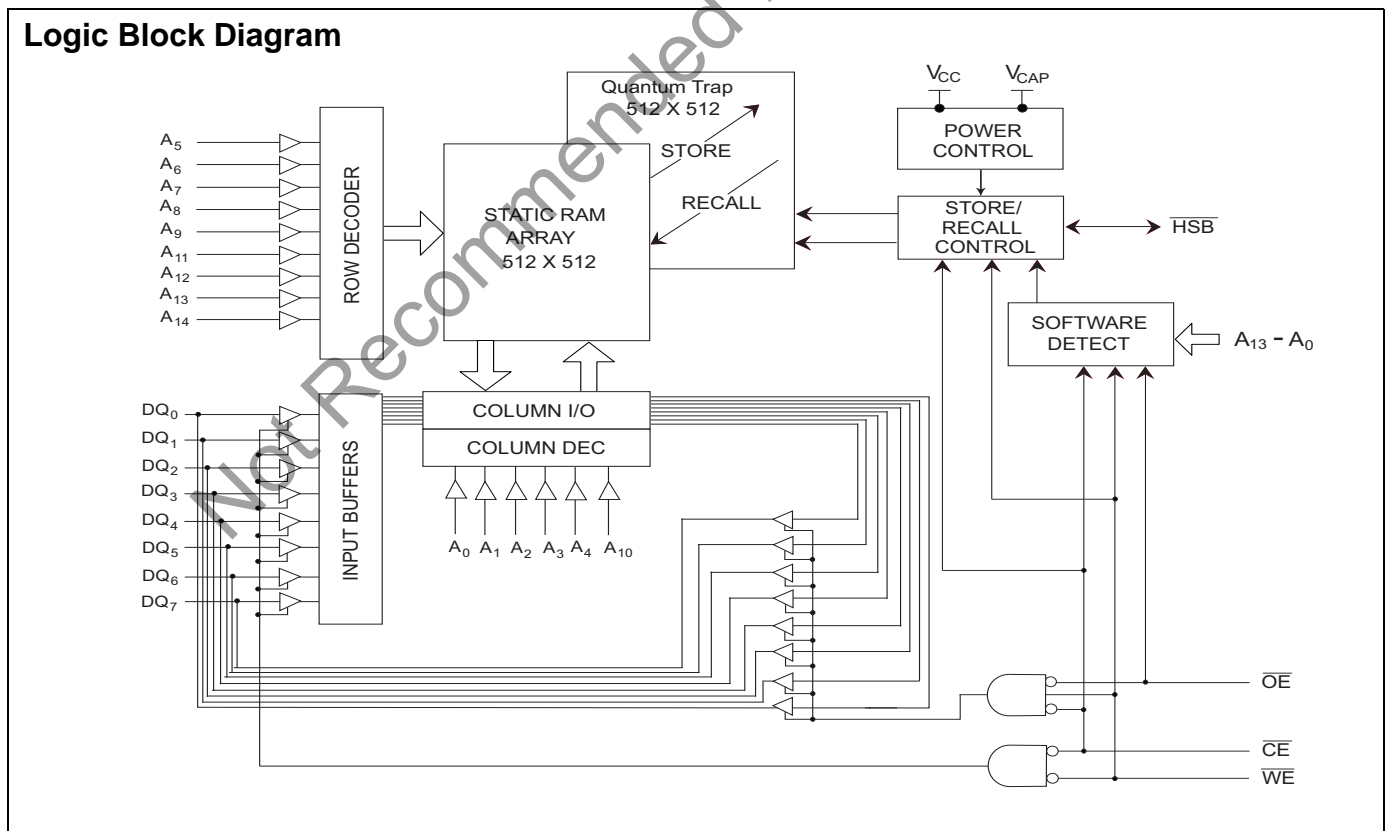 Logic Block Diagram
Not Recommended
Quantum Trap
512 X 512
STORE
RECALL
STATIC RAM
ARRAY
512 X 512
ROW DECODER
A5
A6
A7
A8
A9
A11
A12
A13
A14
VCC
VCAP
POWER
CONTROL
STORE/
RECALL
CONTROL
HSB
SOFTWARE
DETECT
A13 - A0
COLUMN I/O
COLUMN DEC
A0 A1 A2 A3 A4 A10
INPUT BUFFERS
DQ0
DQ1
DQ2
DQ3
DQ4
DQ5
DQ6
DQ7
OE
CE
WE